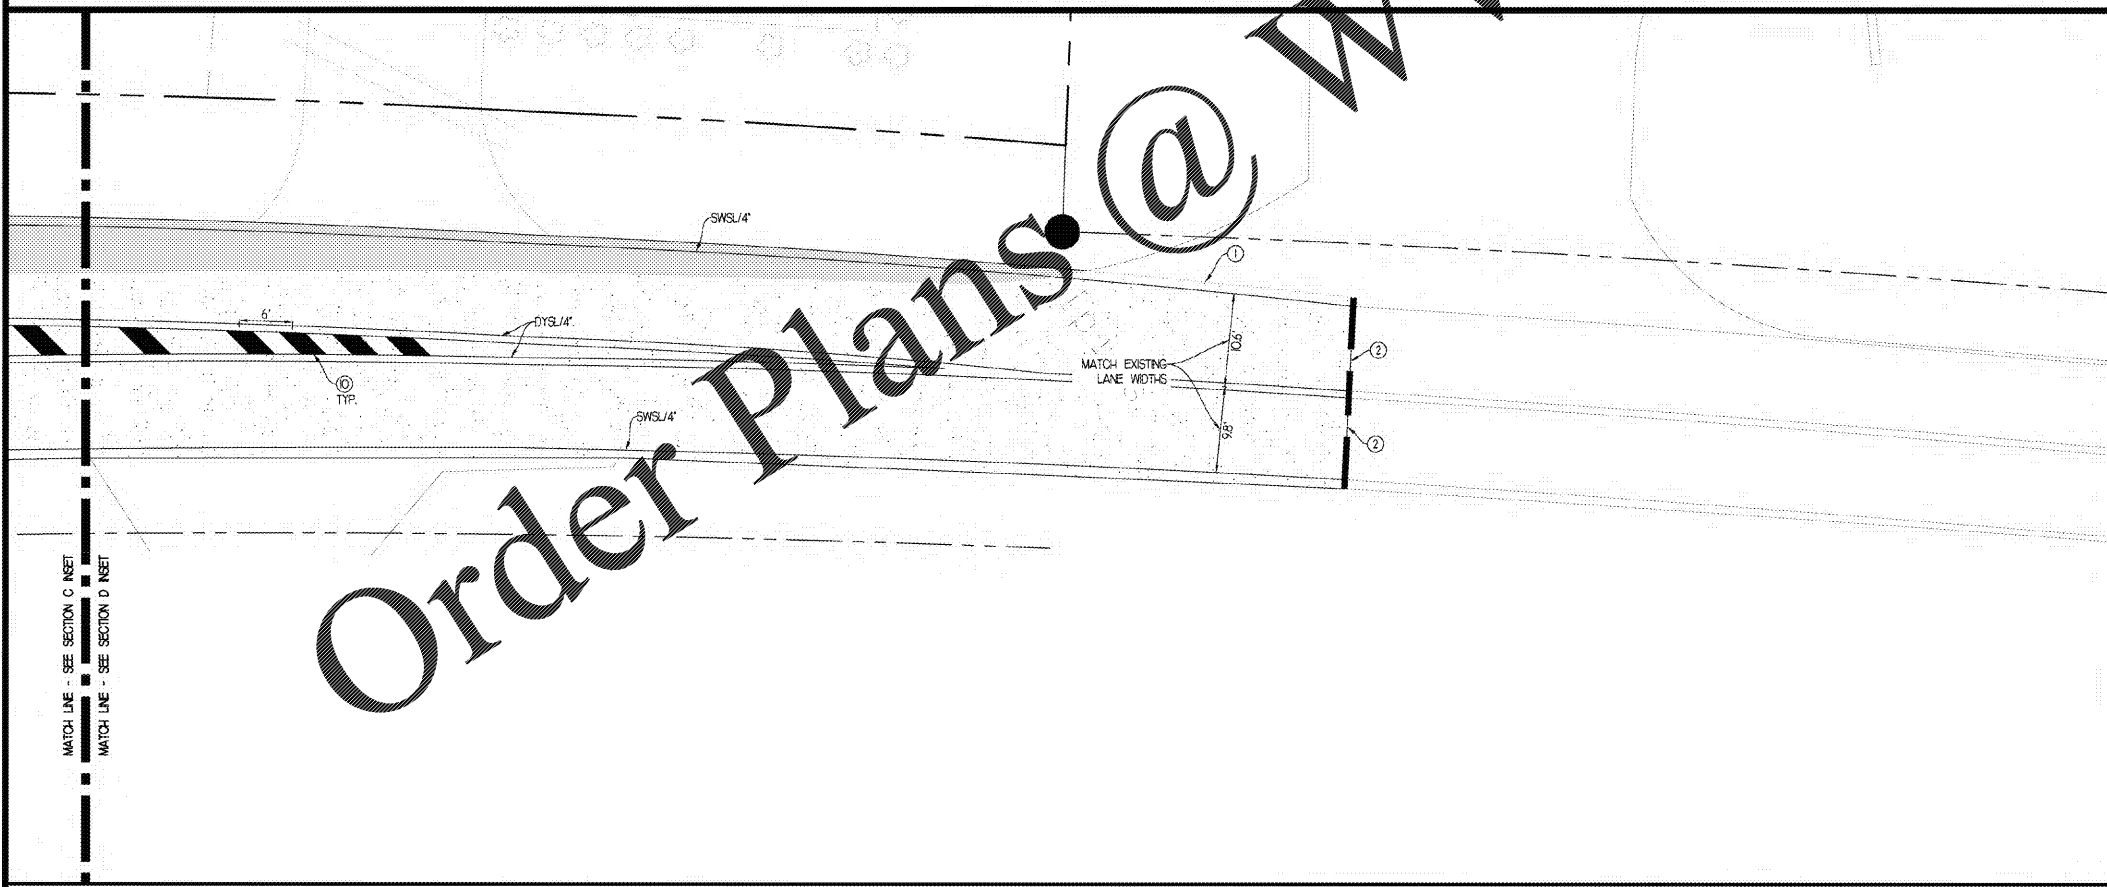 Order Plans @ W
SWSL/4"
1
6'
DYSL/4"
10.6'
2
MATCH EXISTING
LANE WIDTHS
10
TYP.
SWSL/4"
9.8'
2
MATCH LINE - SEE SECTION C INSET
MATCH LINE - SEE SECTION D INSET